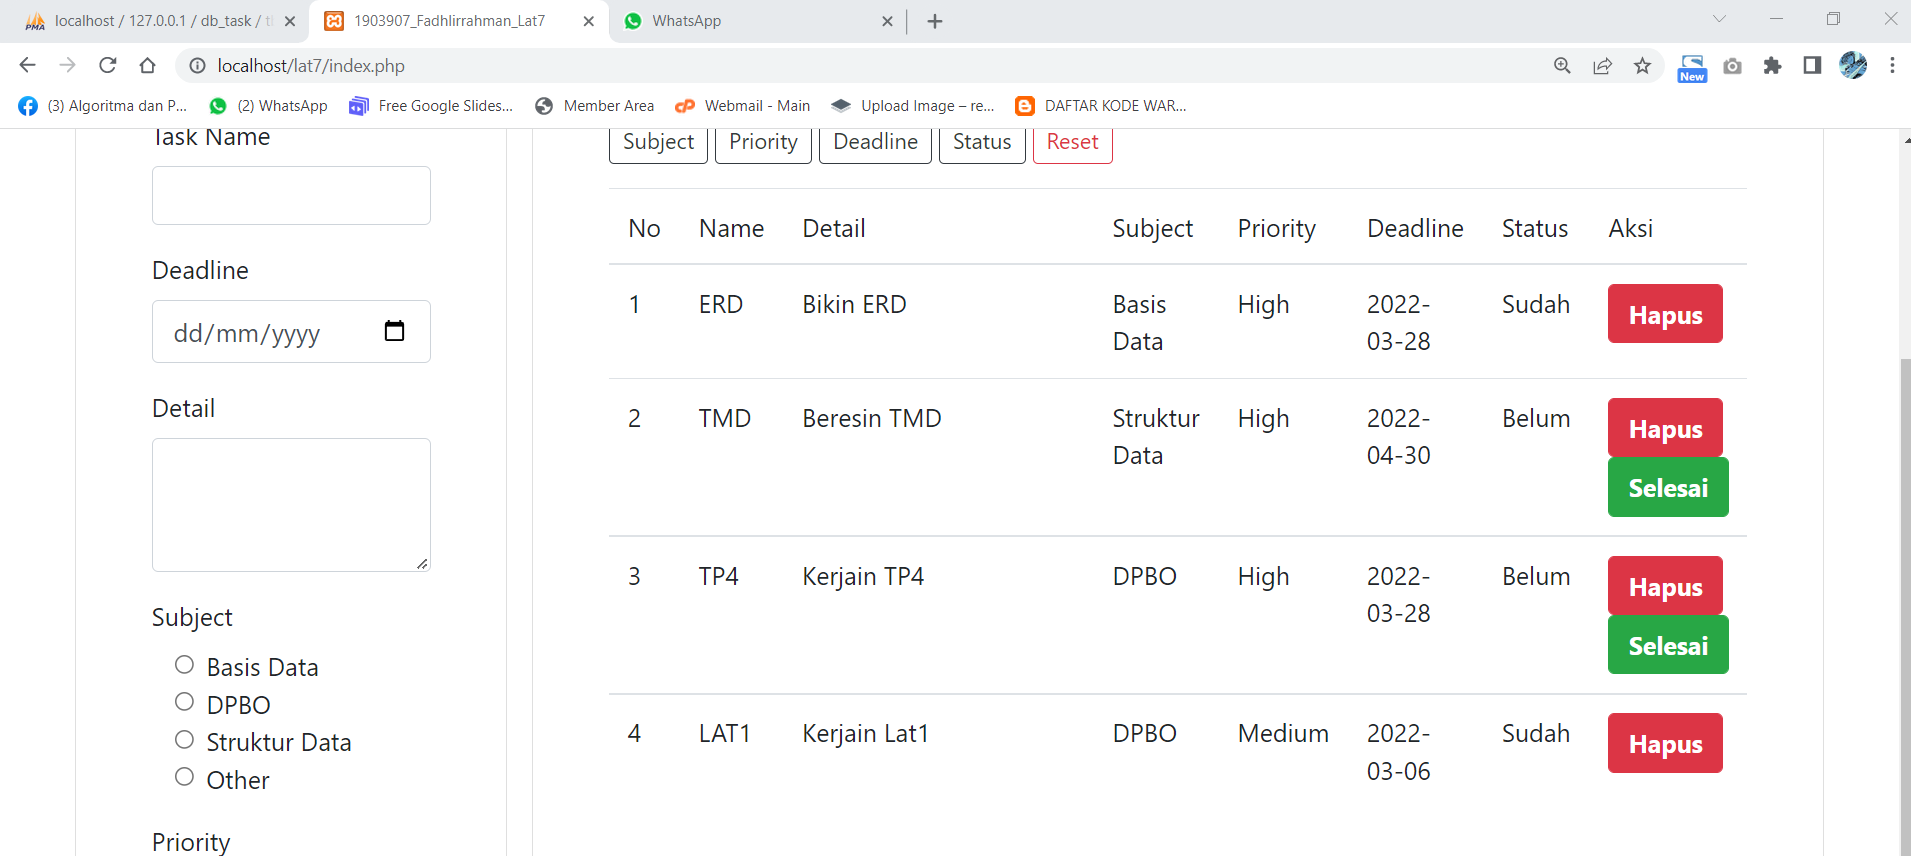 localhost / 127.0.0.1 / db_task / t
1903907_Fadhlirrahman_Lat7
WhatsApp
localhost/lat7/index.php
New
(3) Algoritma dan P...
(2) WhatsApp
Free Google Slides...
Member Area
Webmail - Main
Upload Image – re...
DAFTAR KODE WAR...
Task Name
Deadline
dd/mm/yyyy
Detail
Subject
Basis Data
DPBO
Struktur Data
Other
Priority
Subject Priority Deadline Status Reset
No Name Detail Subject Priority Deadline Status Aksi
1 ERD Bikin ERD Basis High 2022- Sudah Hapus
Data 03-28
2 TMD Beresin TMD Struktur High 2022- Belum Hapus
Data 04-30
Selesai
3 TP4 Kerjain TP4 DPBO High 2022- Belum Hapus
03-28
Selesai
4 LAT1 Kerjain Lat1 DPBO Medium 2022- Sudah Hapus
03-06